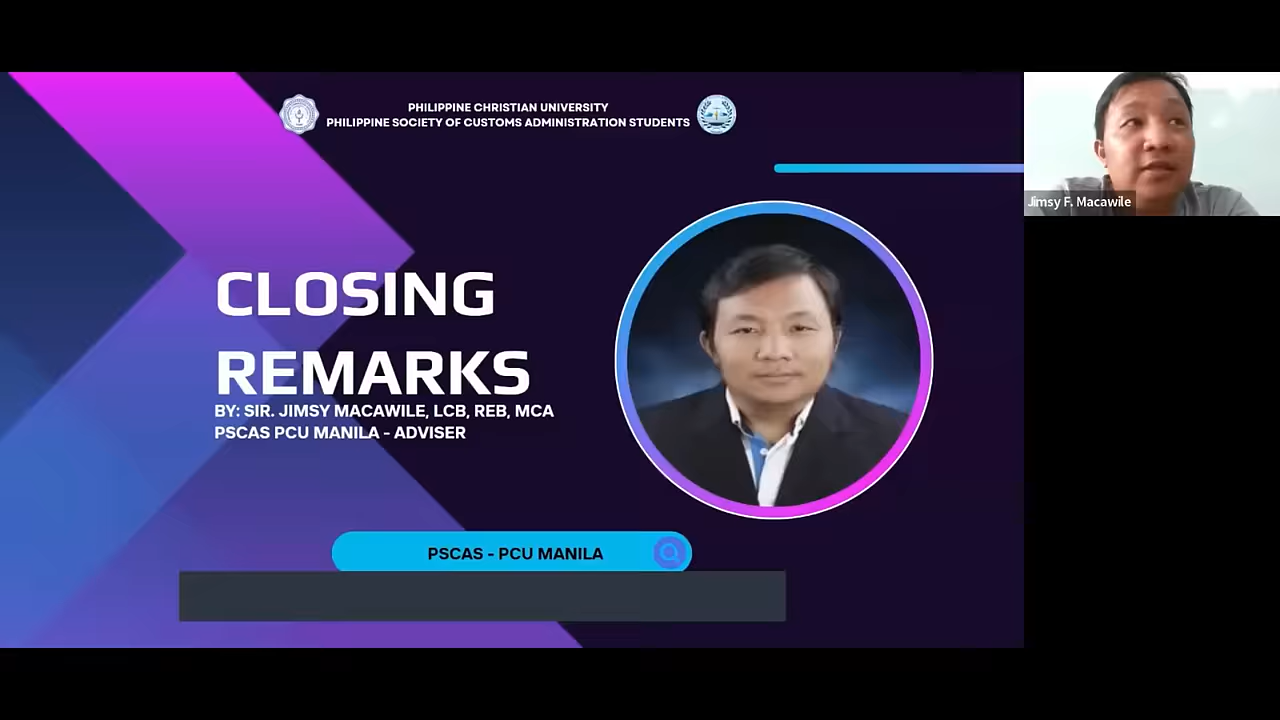 PHILIPPINE CHRISTIAN UNIVERSITY
PHILIPPINE SOCIETY OF CUSTOMS ADMINISTRATION STUDENTS
Jimsy F. Macawile
CLOSING
REMARKS
BY: SIR. JIMSY MACAWILE, LCB, REB, MCA
PSCAS PCU MANILA - ADVISER
PSCAS - PCU MANILA